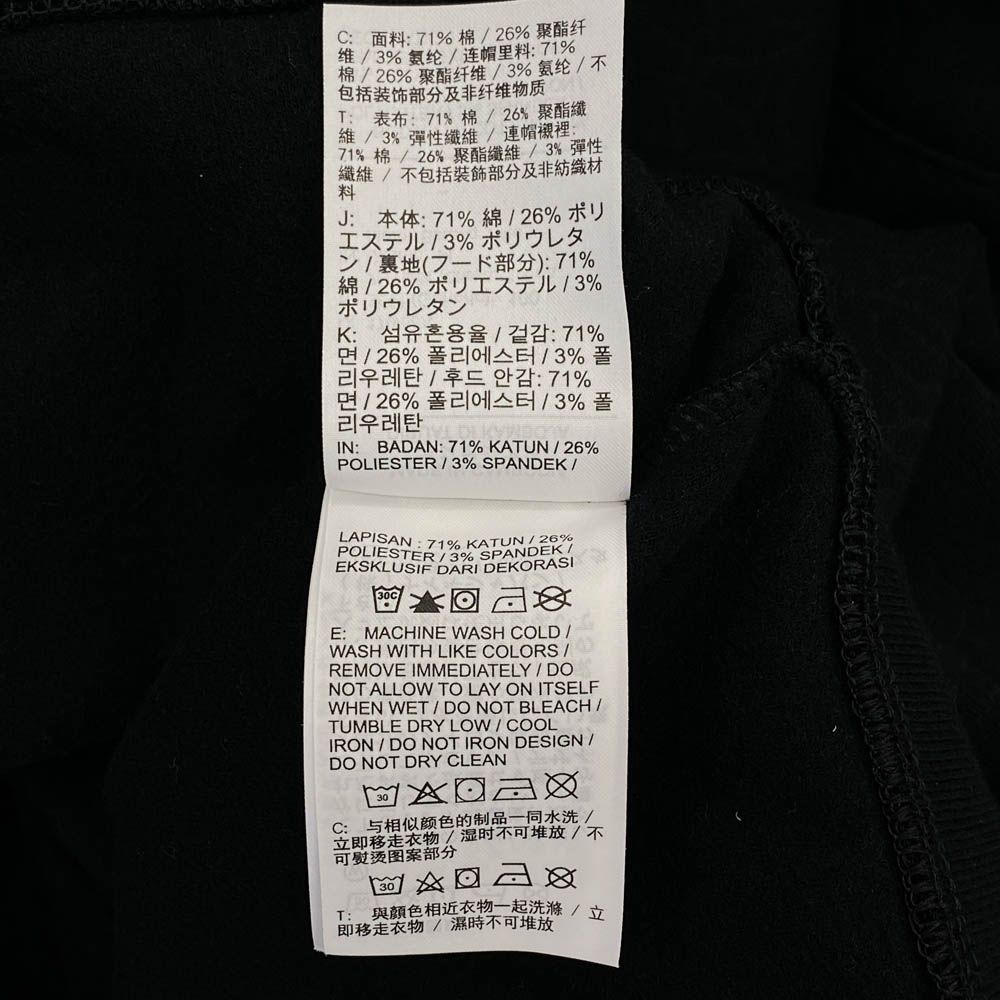 C: 面料: 71% 棉 / 26% 聚酯纤
维 / 3% 氨纶 / 连帽里料: 71%
棉 / 26% 聚酯纤维 / 3% 氨纶 / 不
包括装饰部分及非纤维物质
T: 表布: 71% 棉 / 26% 聚酯纖
維 / 3% 彈性纖維 / 連帽襯裡:
71% 棉 / 26% 聚酯纖維 / 3% 彈性
纖維 / 不包括裝飾部分及非紡織材
料
J: 本体: 71% 綿 / 26% ポリ
エステル / 3% ポリウレタ
ン / 裏地(フード部分): 71%
綿 / 26% ポリエステル / 3%
ポリウレタン
K: 섬유혼용율 / 겉감: 71%
면 / 26% 폴리에스터 / 3% 폴
리우레탄 / 후드 안감: 71%
면 / 26% 폴리에스터 / 3% 폴
리우레탄
IN: BADAN: 71% KATUN / 26%
POLIESTER / 3% SPANDEK /
LAPISAN : 71% KATUN / 26%
POLIESTER / 3% SPANDEK /
EKSKLUSIF DARI DEKORASI
30C
E: MACHINE WASH COLD /
WASH WITH LIKE COLORS /
REMOVE IMMEDIATELY / DO
NOT ALLOW TO LAY ON ITSELF
WHEN WET / DO NOT BLEACH /
TUMBLE DRY LOW / COOL
IRON / DO NOT IRON DESIGN /
DO NOT DRY CLEAN
30
C: 与相似颜色的制品一同水洗 /
立即移走衣物 / 湿时不可堆放 / 不
可熨烫图案部分
30
T: 與顏色相近衣物一起洗滌 / 立
即移走衣物 / 濕時不可堆放